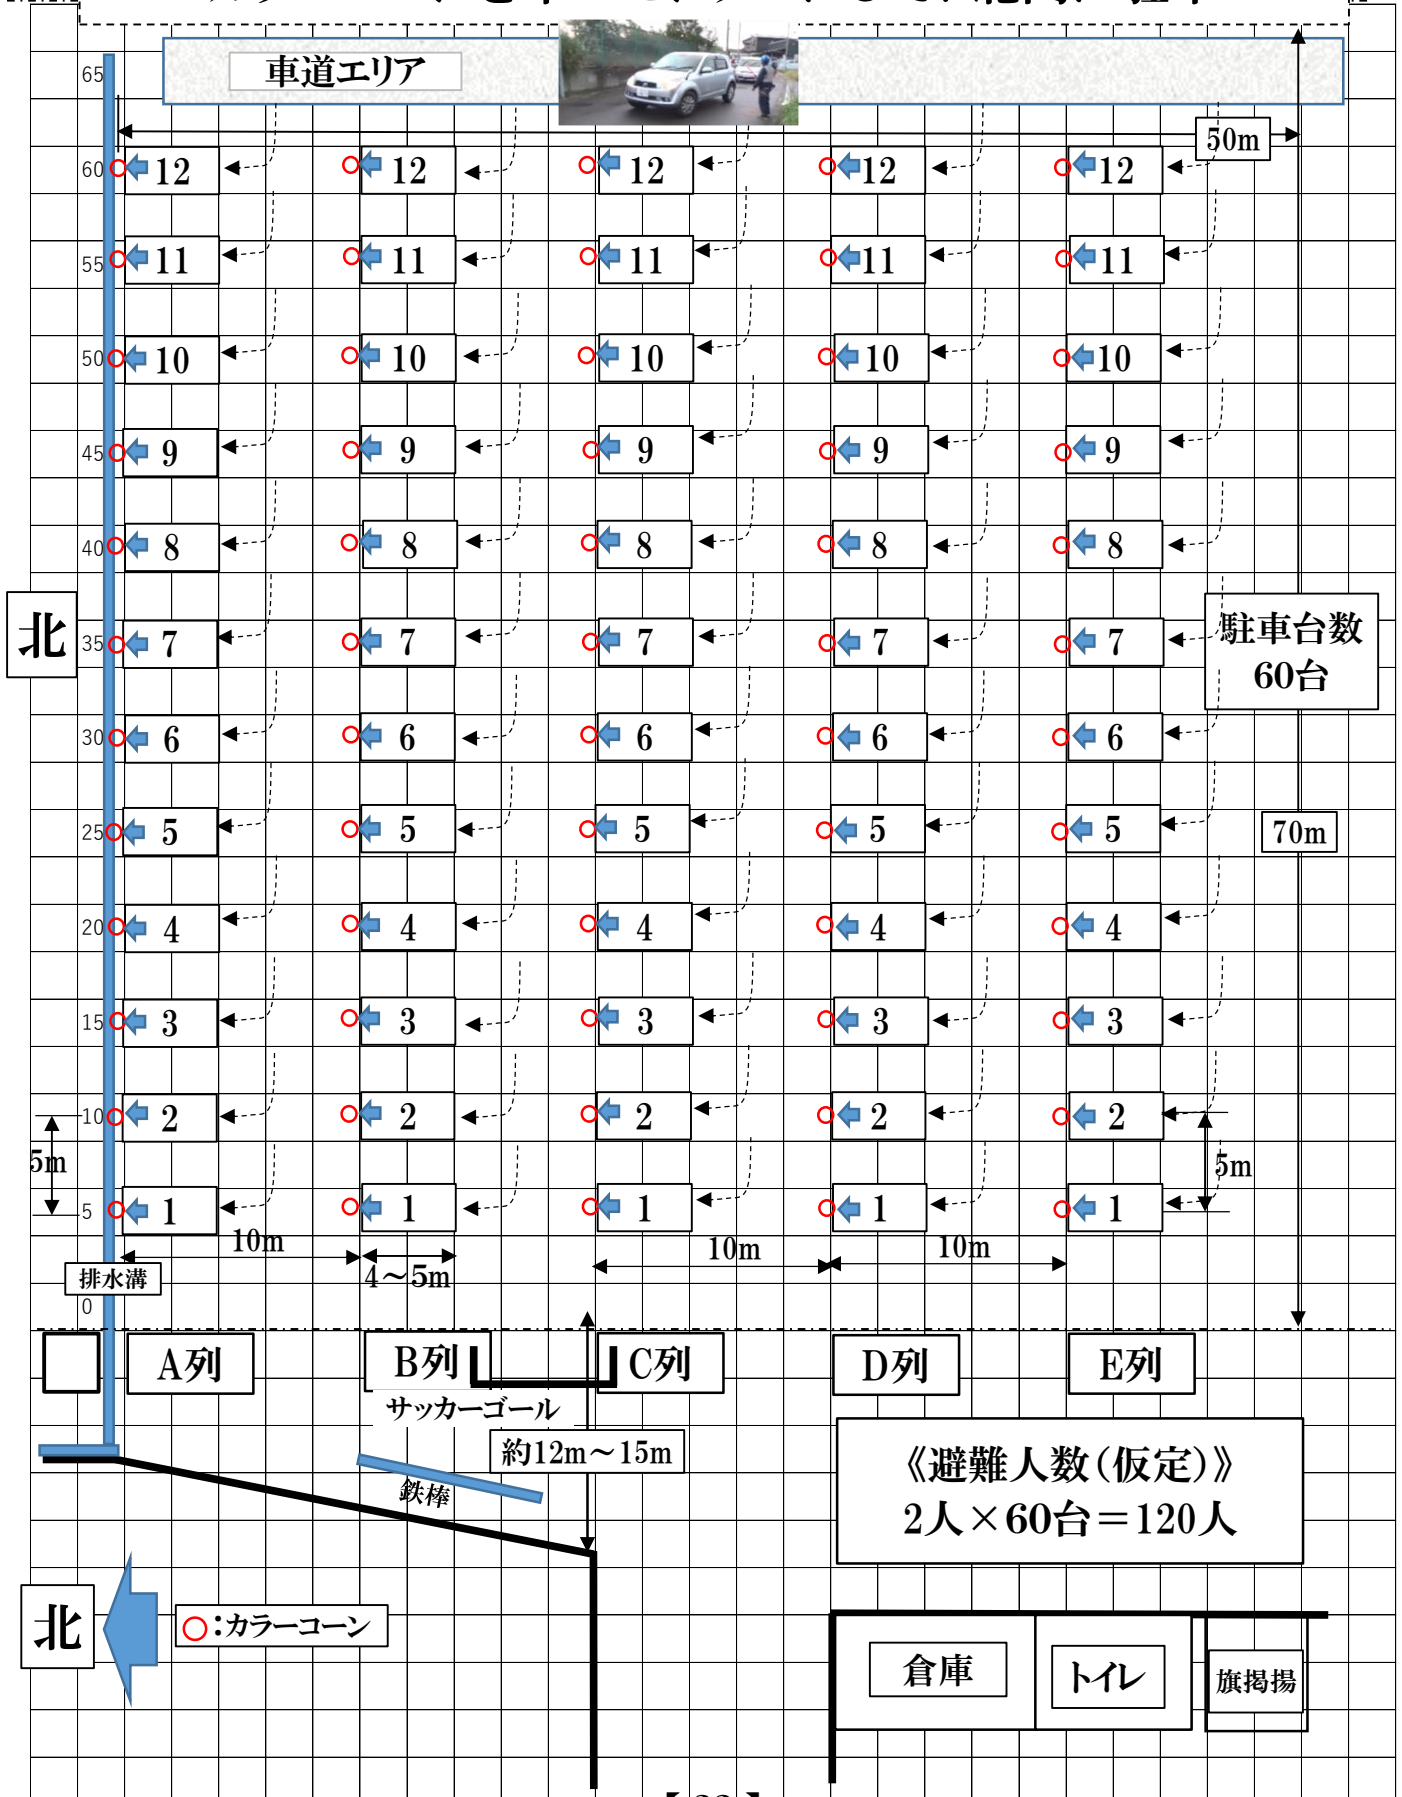 車道エリア
65
50m
60 12 12 12 12 12
55 11 11 11 11 11
50 10 10 10 10 10
45 9 9 9 9 9
40 8 8 8 8 8
北
35 7 7 7 7 7
駐車台数
60台
30 6 6 6 6 6
25 5 5 5 5 5
70m
20 4 4 4 4 4
15 3 3 3 3 3
10 2 2 2 2 2
5m
5m
5 1 1 1 1 1
10m
10m
10m
4～5m
排水溝
0
A列
B列
C列
D列
E列
サッカーゴール
約12m～15m
鉄棒
《避難人数(仮定)》
2人×60台＝120人
北
○：カラーコーン
倉庫
トイレ
旗掲揚